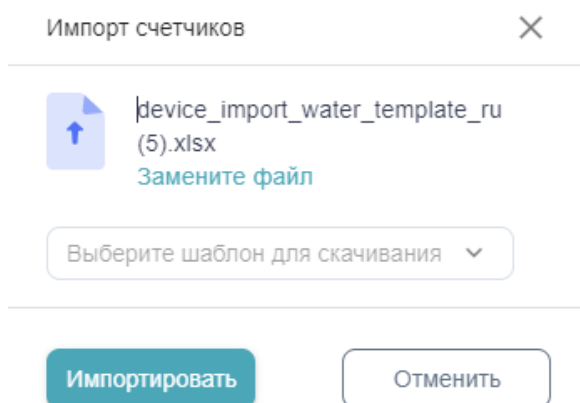 Импорт счетчиков
device_import_water_template_ru
(5).xlsx
Замените файл
Выберите шаблон для скачивания
Импортировать
Отменить